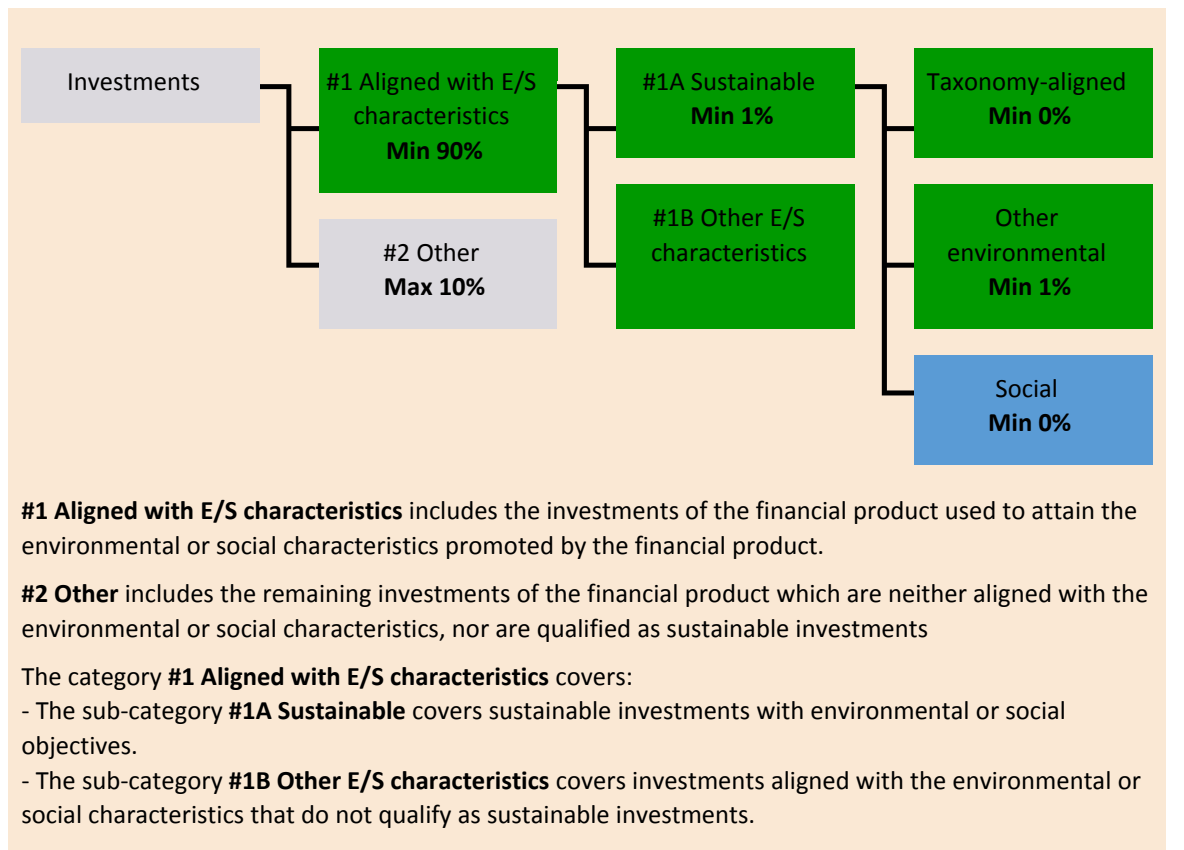 Investments
#1 Aligned with E/S
characteristics
Min 90%
#2 Other
Max 10%
#1A Sustainable
Min 1%
#1B Other E/S
characteristics
Taxonomy-aligned
Min 0%
Other
environmental
Min 1%
Social
Min 0%
#1 Aligned with E/S characteristics includes the investments of the financial product used to attain the
environmental or social characteristics promoted by the financial product.
#2 Other includes the remaining investments of the financial product which are neither aligned with the
environmental or social characteristics, nor are qualified as sustainable investments
The category #1 Aligned with E/S characteristics covers:
- The sub-category #1A Sustainable covers sustainable investments with environmental or social
objectives.
- The sub-category #1B Other E/S characteristics covers investments aligned with the environmental or
social characteristics that do not qualify as sustainable investments.